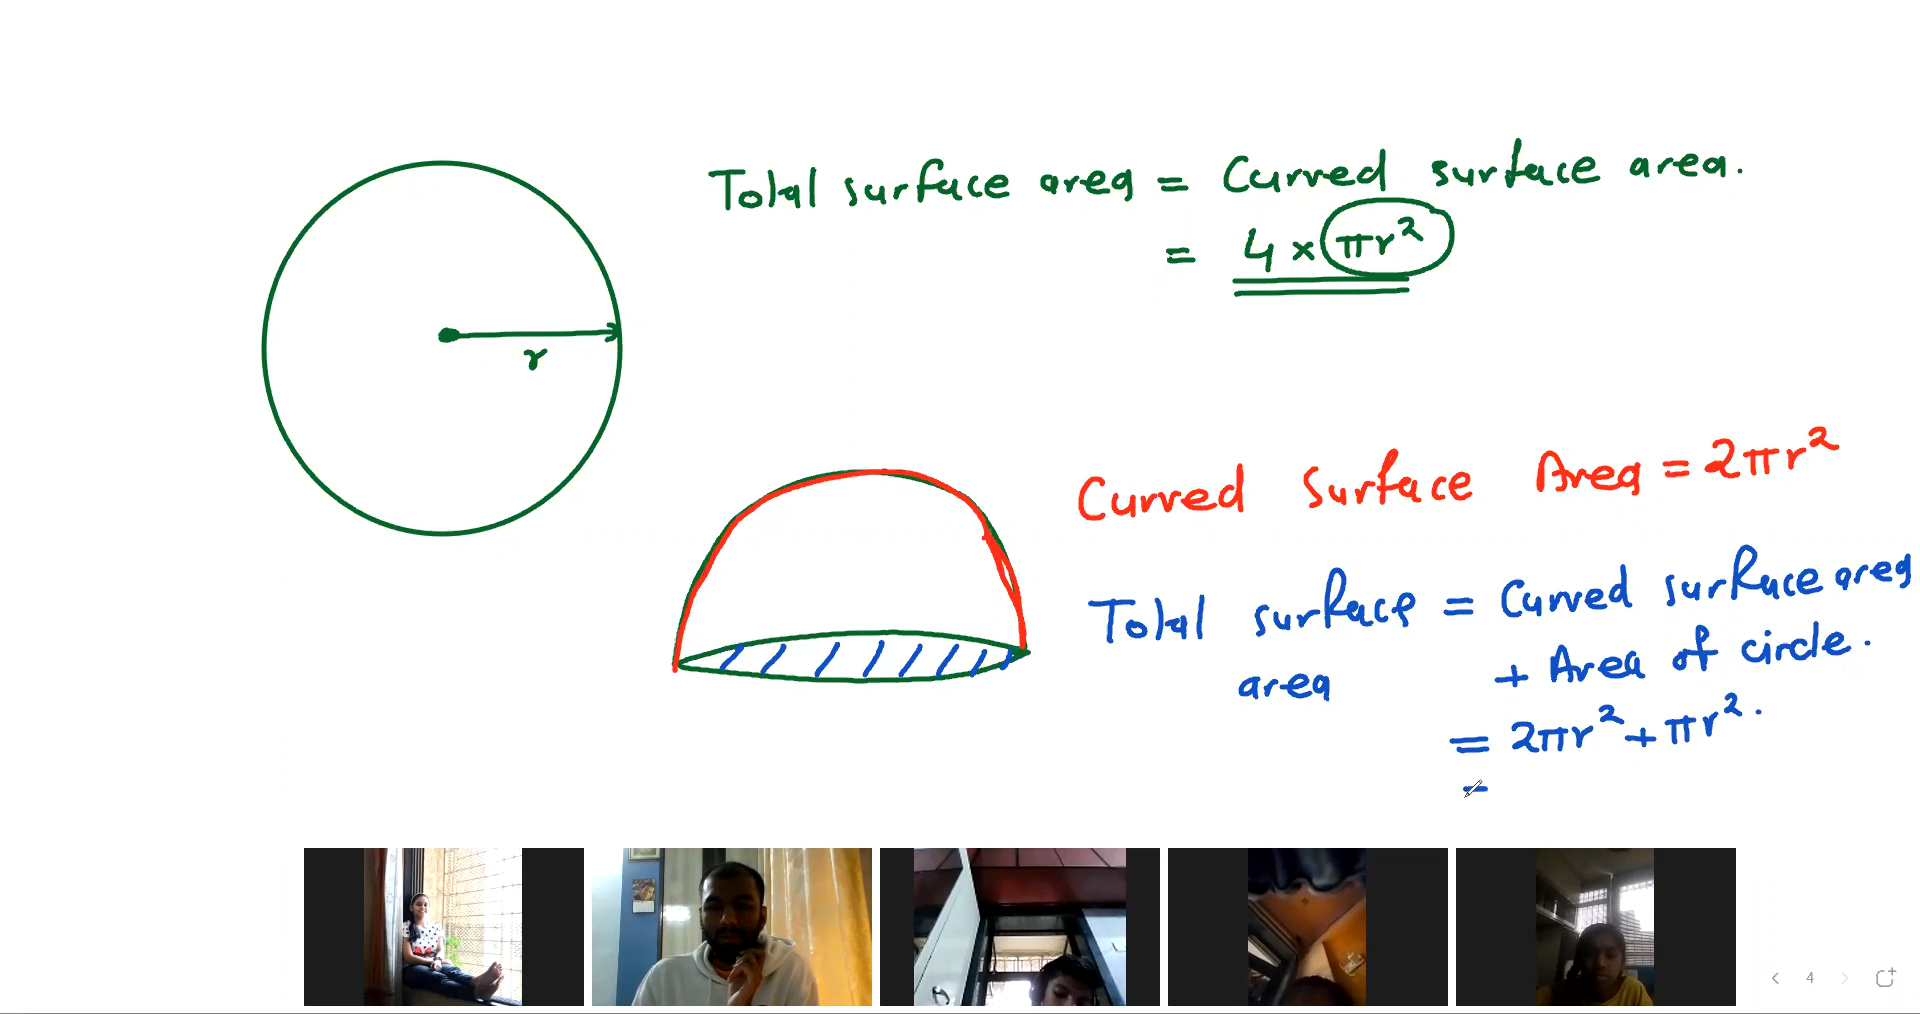 Total surface area = Curved surface area.
= 4 × πr²
r
Curved Surface Area = 2πr²
Total surface = Curved surface area
area + Area of circle.
= 2πr² + πr².
=
4